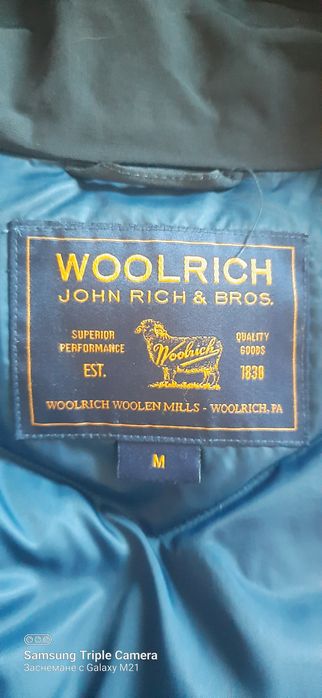 WOOLRICH
JOHN RICH & BROS.
SUPERIOR PERFORMANCE
Woolrich
QUALITY GOODS
EST.
1830
WOOLRICH WOOLEN MILLS - WOOLRICH, PA
M
Samsung Triple Camera
Заснемане с Galaxy M21